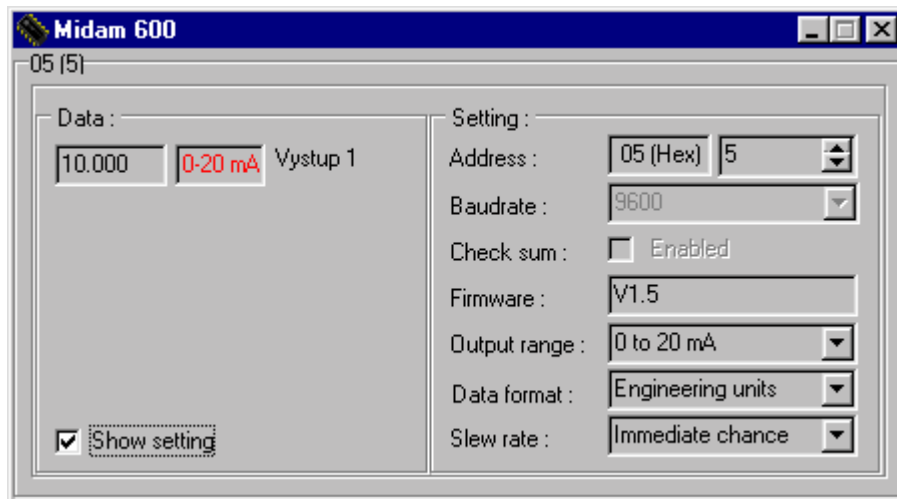 Midam 600
05 (5)
Data :
10.000 0-20 mA Vystup 1
Show setting
Setting :
Address : 05 (Hex) 5
Baudrate : 9600
Check sum : Enabled
Firmware : V1.5
Output range : 0 to 20 mA
Data format : Engineering units
Slew rate : Immediate chance